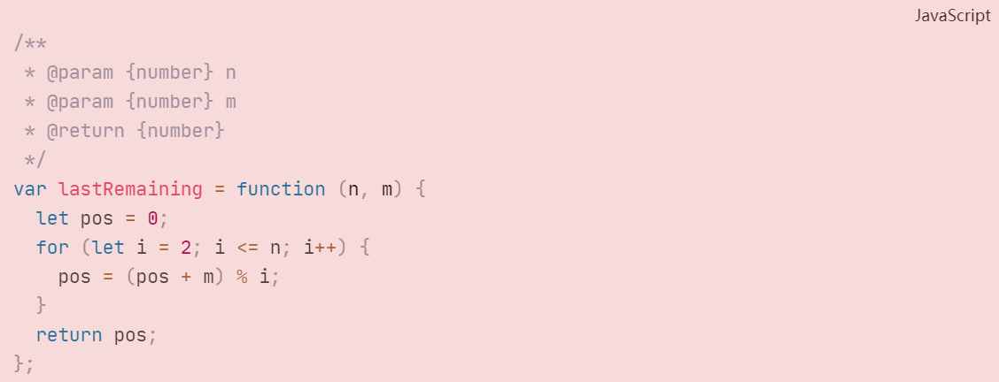 JavaScript
/**
 * @param {number} n
 * @param {number} m
 * @return {number}
 */
var lastRemaining = function (n, m) {
  let pos = 0;
  for (let i = 2; i <= n; i++) {
    pos = (pos + m) % i;
  }
  return pos;
};